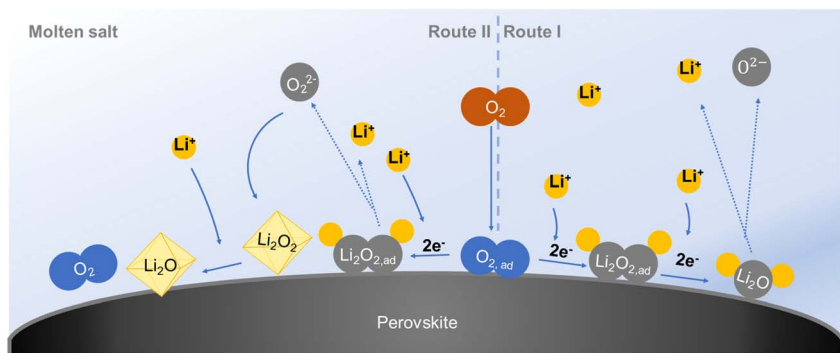 Molten salt
Route II
Route I
O₂²⁻
Li⁺
O²⁻
O₂
Li⁺
Li⁺
Li⁺
Li⁺
Li⁺
Li⁺
O₂
Li₂O
Li₂O₂
Li₂O₂,ad
2e⁻
O₂, ad
2e⁻
Li₂O₂,ad
2e⁻
Li₂O
Perovskite